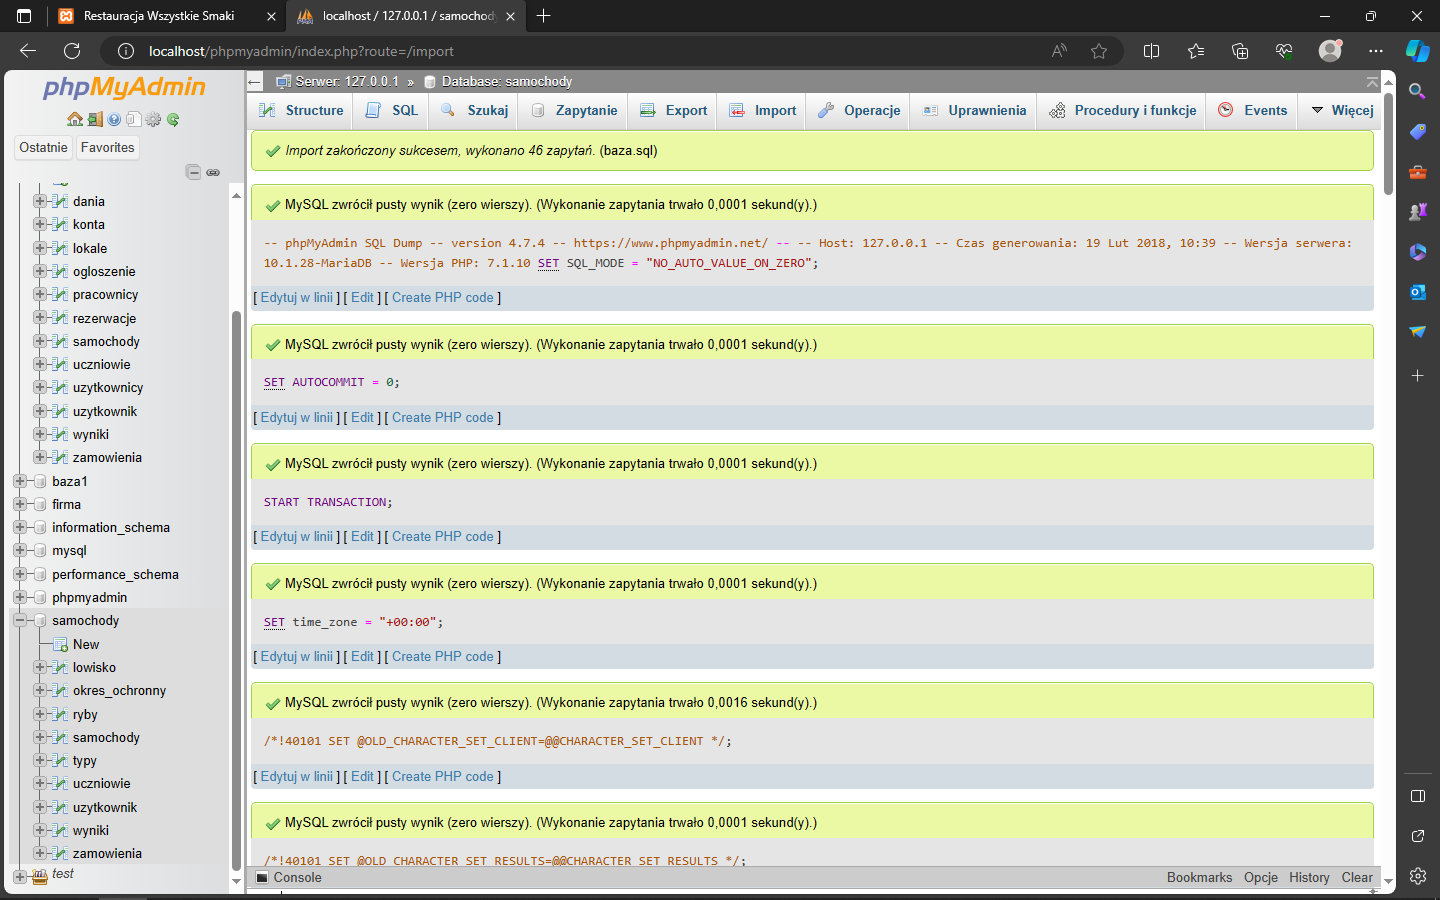 Restauracja Wszystkie Smaki
localhost / 127.0.0.1 / samochody
localhost/phpmyadmin/index.php?route=/import
phpMyAdmin
Ostatnie
Favorites
dania
konta
lokale
ogloszenie
pracownicy
rezerwacje
samochody
uczniowie
uzytkownicy
uzytkownik
wyniki
zamowienia
baza1
firma
information_schema
mysql
performance_schema
phpmyadmin
samochody
New
lowisko
okres_ochronny
ryby
samochody
typy
uczniowie
uzytkownik
wyniki
zamowienia
test
Serwer: 127.0.0.1 » Database: samochody
Structure SQL Szukaj Zapytanie Export Import Operacje Uprawnienia Procedury i funkcje Events Więcej
Import zakończony sukcesem, wykonano 46 zapytań. (baza.sql)
MySQL zwrócił pusty wynik (zero wierszy). (Wykonanie zapytania trwało 0,0001 sekund(y).)
-- phpMyAdmin SQL Dump -- version 4.7.4 -- https://www.phpmyadmin.net/ -- -- Host: 127.0.0.1 -- Czas generowania: 19 Lut 2018, 10:39 -- Wersja serwera:
10.1.28-MariaDB -- Wersja PHP: 7.1.10 SET SQL_MODE = "NO_AUTO_VALUE_ON_ZERO";
[ Edytuj w linii ] [ Edit ] [ Create PHP code ]
MySQL zwrócił pusty wynik (zero wierszy). (Wykonanie zapytania trwało 0,0001 sekund(y).)
SET AUTOCOMMIT = 0;
[ Edytuj w linii ] [ Edit ] [ Create PHP code ]
MySQL zwrócił pusty wynik (zero wierszy). (Wykonanie zapytania trwało 0,0001 sekund(y).)
START TRANSACTION;
[ Edytuj w linii ] [ Edit ] [ Create PHP code ]
MySQL zwrócił pusty wynik (zero wierszy). (Wykonanie zapytania trwało 0,0001 sekund(y).)
SET time_zone = "+00:00";
[ Edytuj w linii ] [ Edit ] [ Create PHP code ]
MySQL zwrócił pusty wynik (zero wierszy). (Wykonanie zapytania trwało 0,0016 sekund(y).)
/*!40101 SET @OLD_CHARACTER_SET_CLIENT=@@CHARACTER_SET_CLIENT */;
[ Edytuj w linii ] [ Edit ] [ Create PHP code ]
MySQL zwrócił pusty wynik (zero wierszy). (Wykonanie zapytania trwało 0,0001 sekund(y).)
/*!40101 SET @OLD_CHARACTER_SET_RESULTS=@@CHARACTER_SET_RESULTS */;
Console
Bookmarks Opcje History Clear